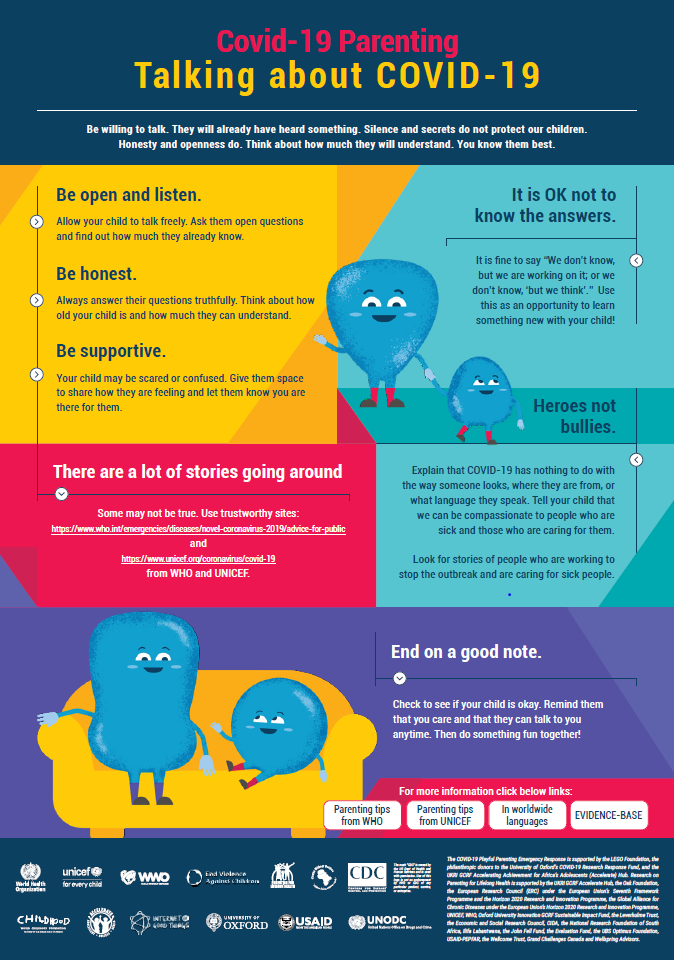 Covid-19 Parenting
Talking about COVID-19
Be willing to talk. They will already have heard something. Silence and secrets do not protect our children.
Honesty and openness do. Think about how much they will understand. You know them best.
Be open and listen.
Allow your child to talk freely. Ask them open questions
and find out how much they already know.
Be honest.
Always answer their questions truthfully. Think about how
old your child is and how much they can understand.
Be supportive.
Your child may be scared or confused. Give them space
to share how they are feeling and let them know you are
there for them.
It is OK not to
know the answers.
It is fine to say “We don’t know,
but we are working on it; or we
don’t know, ‘but we think’.” Use
this as an opportunity to learn
something new with your child!
Heroes not
bullies.
Explain that COVID-19 has nothing to do with
the way someone looks, where they are from, or
what language they speak. Tell your child that
we can be compassionate to people who are
sick and those who are caring for them.
Look for stories of people who are working to
stop the outbreak and are caring for sick people.
There are a lot of stories going around
Some may not be true. Use trustworthy sites:
https://www.who.int/emergencies/diseases/novel-coronavirus-2019/advice-for-public
and
https://www.unicef.org/coronavirus/covid-19
from WHO and UNICEF.
End on a good note.
Check to see if your child is okay. Remind them
that you care and that they can talk to you
anytime. Then do something fun together!
For more information click below links:
Parenting tips
from WHO
Parenting tips
from UNICEF
In worldwide
languages
EVIDENCE-BASE
World Health
Organization
unicef
for every child
WWO
End Violence
Against Children
CDC
CHILDHOOD
INTERNET OF
GOOD THINGS
UNIVERSITY OF
OXFORD
USAID
FROM THE AMERICAN PEOPLE
UNODC
United Nations Office on Drugs and Crime
The COVID-19 Playful Parenting Emergency Response is supported by the LEGO Foundation, the
philanthropic donors to the University of Oxford's COVID-19 Research Response Fund, and the
UKRI GCRF Accelerating Achievement for Africa's Adolescents (Accelerate) Hub. Research on
Parenting for Lifelong Health is supported by the UKRI GCRF Accelerate Hub, the Oak Foundation,
the European Research Council (ERC) under the European Union's Seventh Framework
Programme and the Horizon 2020 Research and Innovation Programme, the Global Alliance for
Chronic Diseases under the European Union's Horizon 2020 Research and Innovation Programme,
UNICEF, WHO, Oxford University Innovation GCRF Sustainable Impact Fund, the Leverhulme Trust,
the Economic and Social Research Council, CIDA, the National Research Foundation of South
Africa, Ilifa Labantwana, the John Fell Fund, the Evaluation Fund, the UBS Optimus Foundation,
USAID-PEPFAR, the Wellcome Trust, Grand Challenges Canada and Wellspring Advisors.